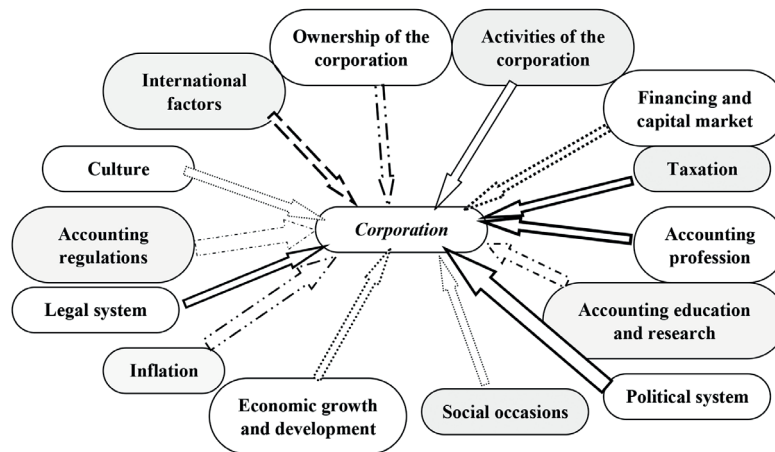 Ownership of the
corporation
Activities of the
corporation
International
factors
Financing and
capital market
Culture
Taxation
Accounting
regulations
Corporation
Accounting
profession
Legal system
Accounting education
and research
Inflation
Economic growth
and development
Social occasions
Political system